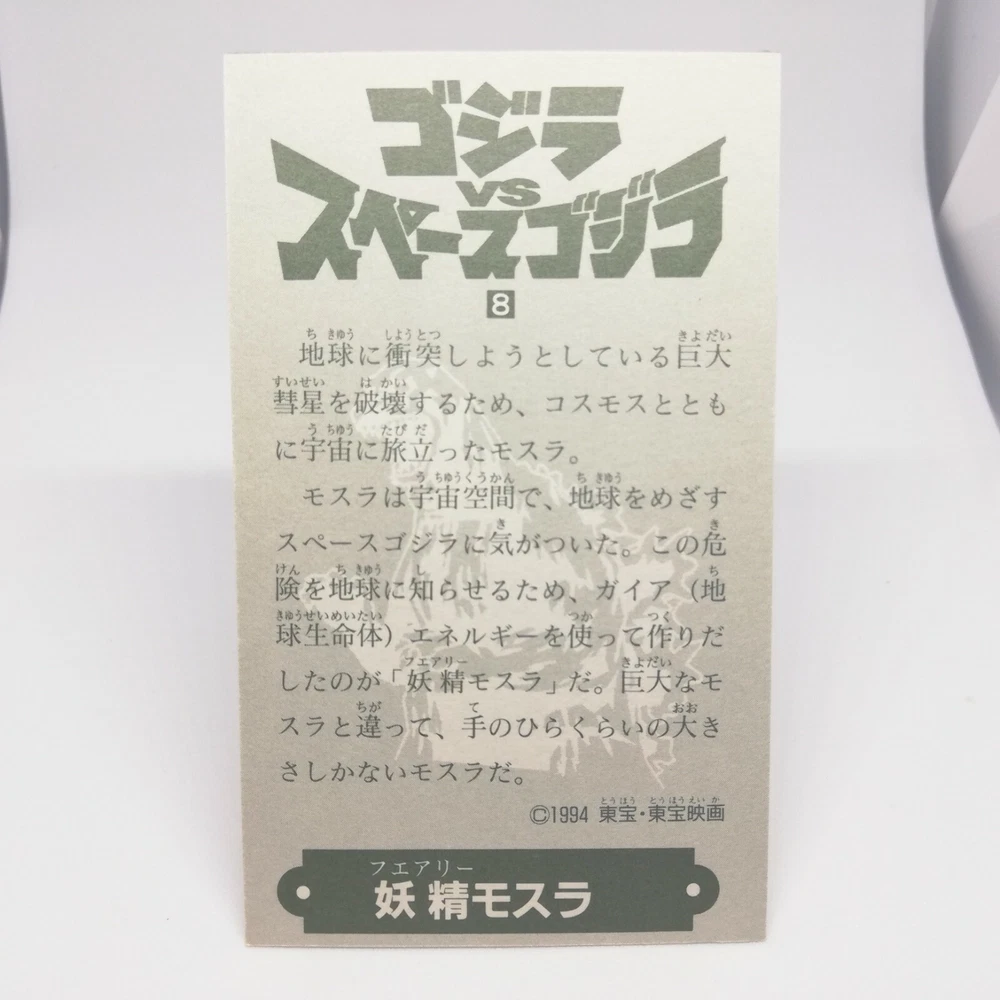 ゴジラ
VS
スペースゴジラ
8
地球に衝突しようとしている巨大
彗星を破壊するため、コスモスととも
に宇宙に旅立ったモスラ。
モスラは宇宙空間で、地球をめざす
スペースゴジラに気がついた。この危
険を地球に知らせるため、ガイア（地
球生命体）エネルギーを使って作りだ
したのが「妖精モスラ」だ。巨大なモ
スラと違って、手のひらくらいの大き
さしかないモスラだ。
©1994 東宝・東宝映画
フエアリー
妖精モスラ